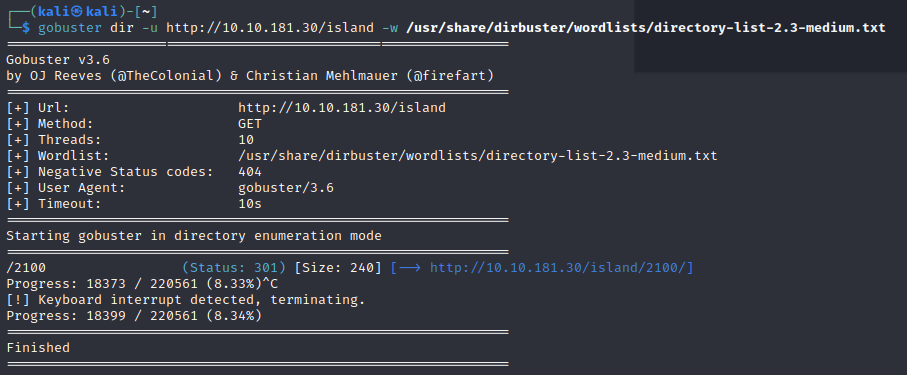 ┌──(kali㉿kali)-[~]
└─$ gobuster dir -u http://10.10.181.30/island -w /usr/share/dirbuster/wordlists/directory-list-2.3-medium.txt
===============================================================
Gobuster v3.6
by OJ Reeves (@TheColonial) & Christian Mehlmauer (@firefart)
===============================================================
[+] Url:                     http://10.10.181.30/island
[+] Method:                  GET
[+] Threads:                 10
[+] Wordlist:                /usr/share/dirbuster/wordlists/directory-list-2.3-medium.txt
[+] Negative Status codes:   404
[+] User Agent:              gobuster/3.6
[+] Timeout:                 10s
===============================================================
Starting gobuster in directory enumeration mode
===============================================================
/2100                 (Status: 301) [Size: 240] [--> http://10.10.181.30/island/2100/]
Progress: 18373 / 220561 (8.33%)^C
[!] Keyboard interrupt detected, terminating.
Progress: 18399 / 220561 (8.34%)
===============================================================
Finished
===============================================================